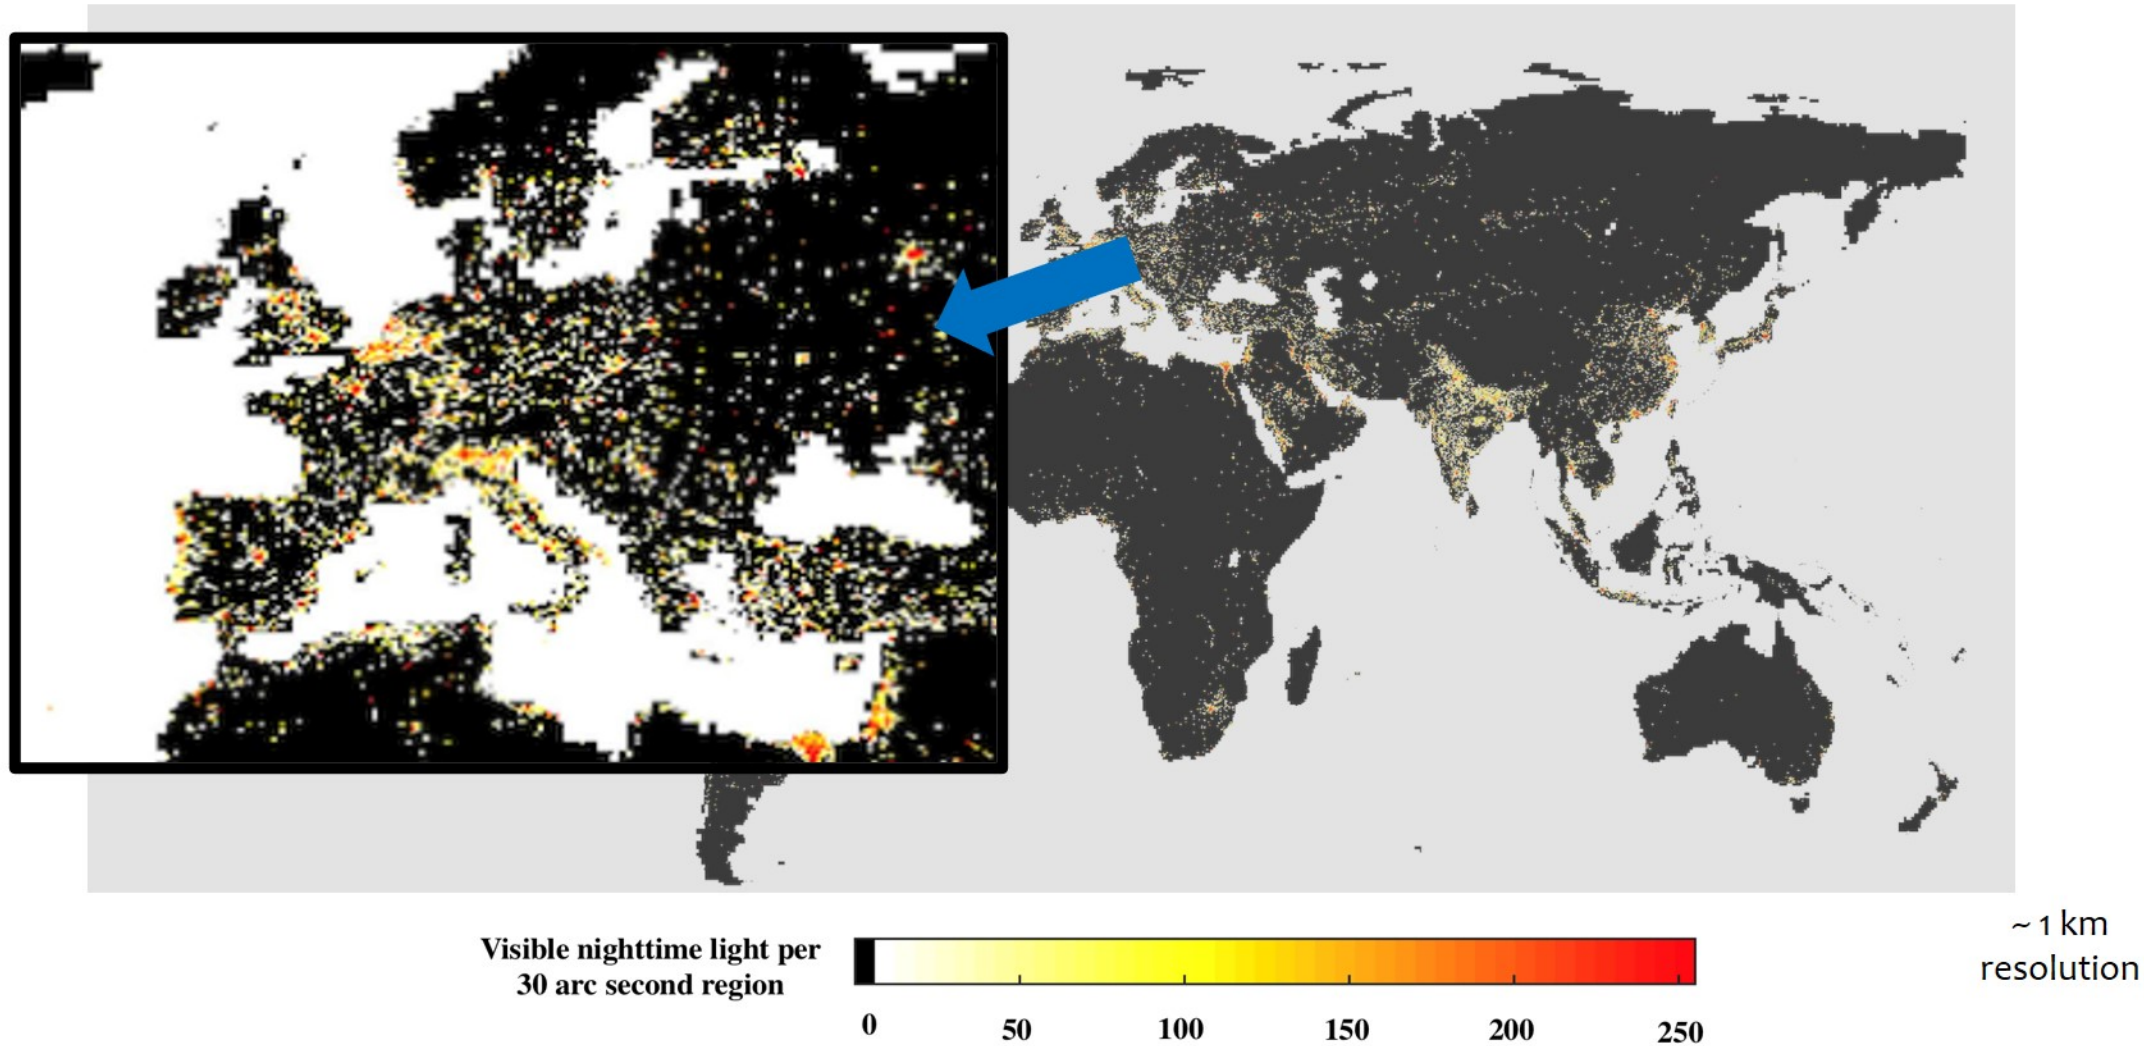 Visible nighttime light per
30 arc second region
0 50 100 150 200 250
~ 1 km
resolution